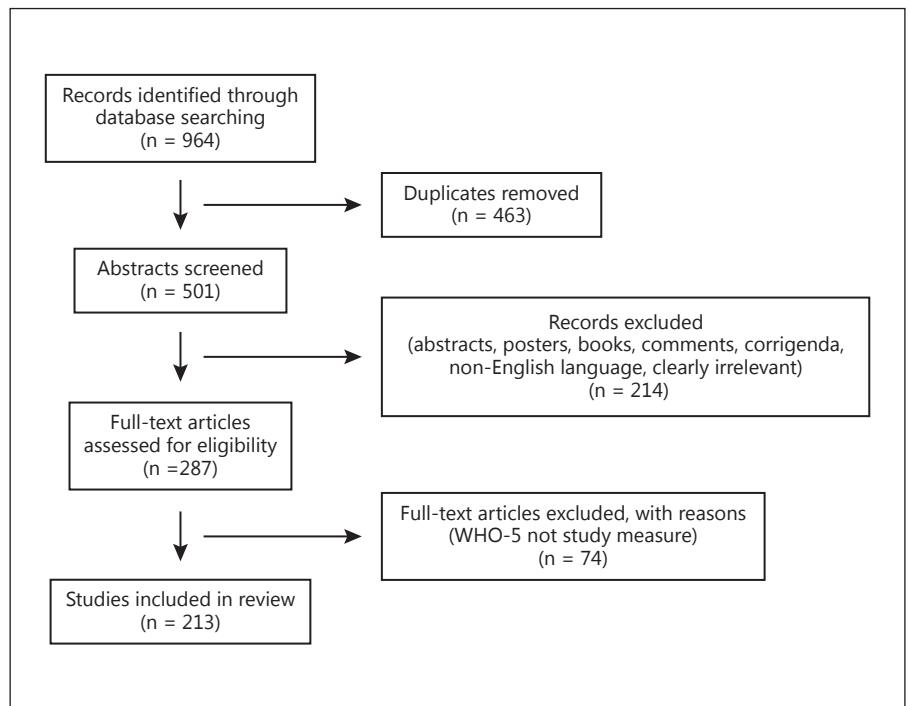 Records identified through
database searching
(n = 964)
Duplicates removed
(n = 463)
Abstracts screened
(n = 501)
Records excluded
(abstracts, posters, books, comments, corrigenda,
non-English language, clearly irrelevant)
(n = 214)
Full-text articles
assessed for eligibility
(n =287)
Full-text articles excluded, with reasons
(WHO-5 not study measure)
(n = 74)
Studies included in review
(n = 213)